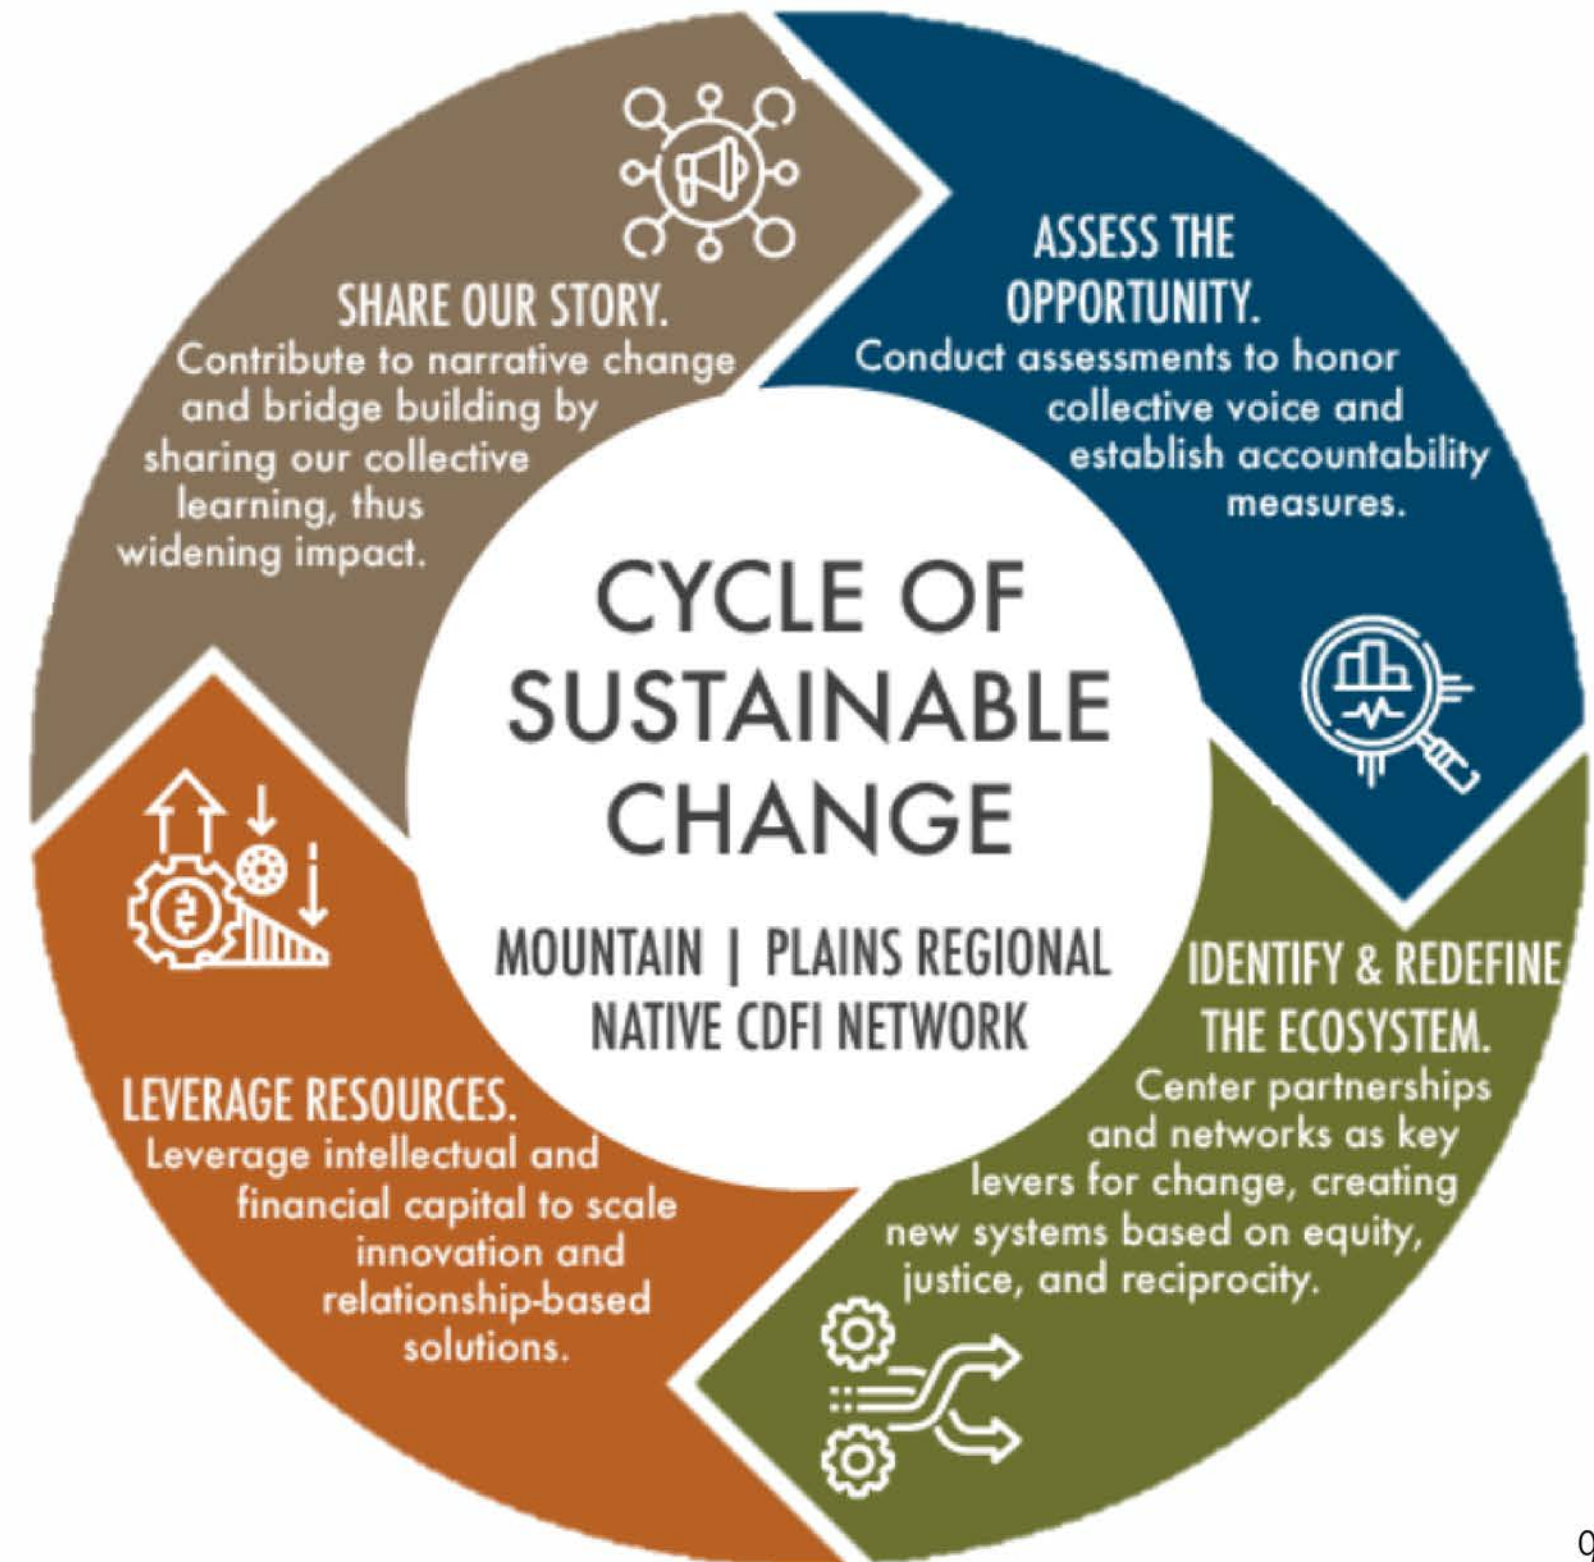 CYCLE OF
SUSTAINABLE
CHANGE
MOUNTAIN | PLAINS REGIONAL
NATIVE CDFI NETWORK
ASSESS THE
OPPORTUNITY.
Conduct assessments to honor
collective voice and
establish accountability
measures.
IDENTIFY & REDEFINE
THE ECOSYSTEM.
Center partnerships
and networks as key
levers for change, creating
new systems based on equity,
justice, and reciprocity.
LEVERAGE RESOURCES.
Leverage intellectual and
financial capital to scale
innovation and
relationship-based
solutions.
SHARE OUR STORY.
Contribute to narrative change
and bridge building by
sharing our collective
learning, thus
widening impact.